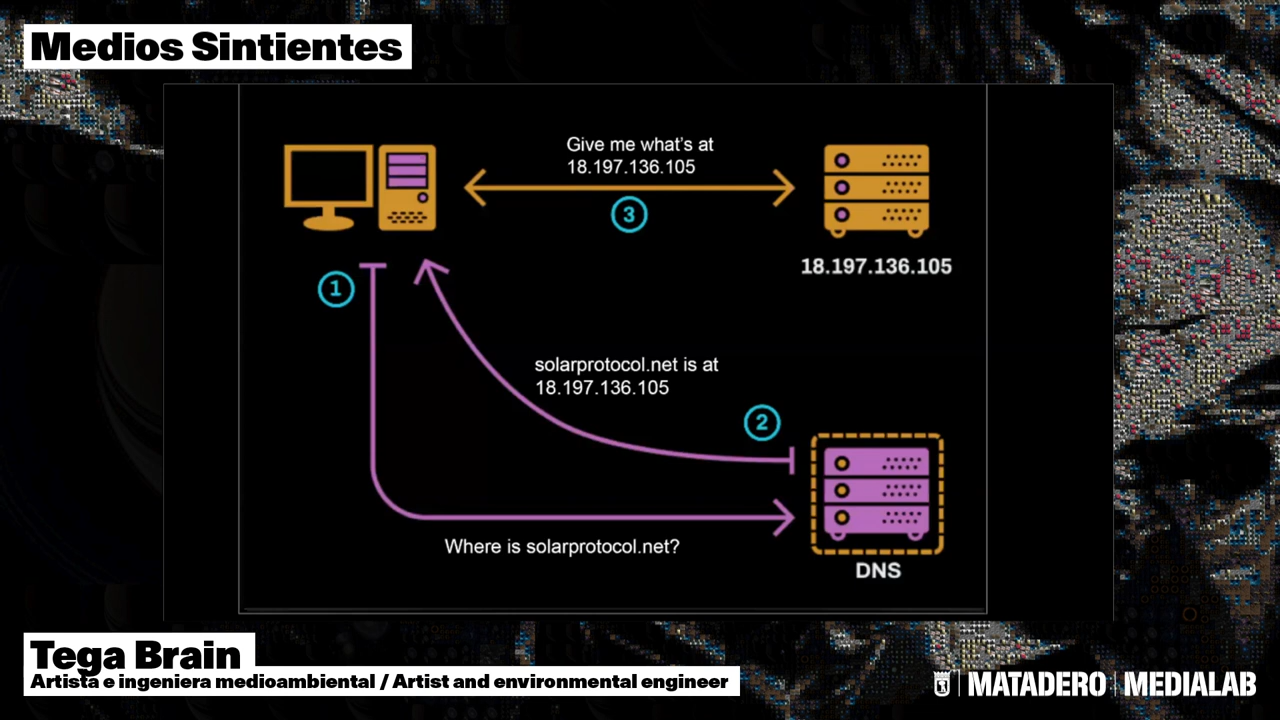 Medios Sintientes
Give me what's at
18.197.136.105
3
18.197.136.105
1
solarprotocol.net is at
18.197.136.105
2
Where is solarprotocol.net?
DNS
Tega Brain
Artista e ingeniera medioambiental / Artist and environmental engineer
MATADERO | MEDIALAB